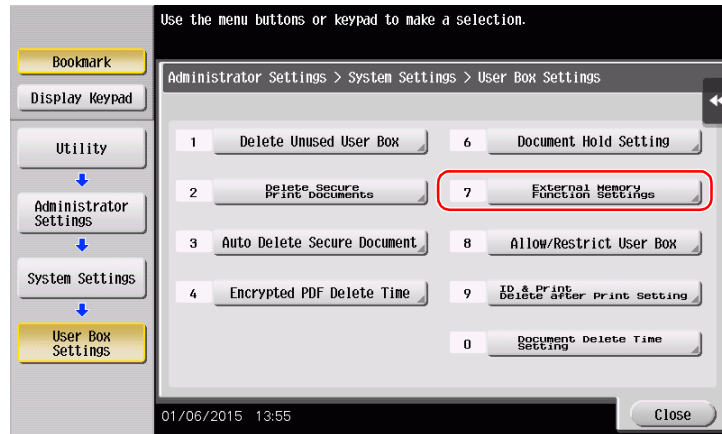 Use the menu buttons or keypad to make a selection.
Bookmark
Display Keypad
Utility
Administrator
Settings
System Settings
User Box
Settings
Administrator Settings > System Settings > User Box Settings
1 Delete Unused User Box
2 Delete Secure
Print Documents
3 Auto Delete Secure Document
4 Encrypted PDF Delete Time
6 Document Hold Setting
7 External Memory
Function Settings
8 Allow/Restrict User Box
9 ID & Print
Delete after Print Setting
0 Document Delete Time
Setting
01/06/2015 13:55
Close